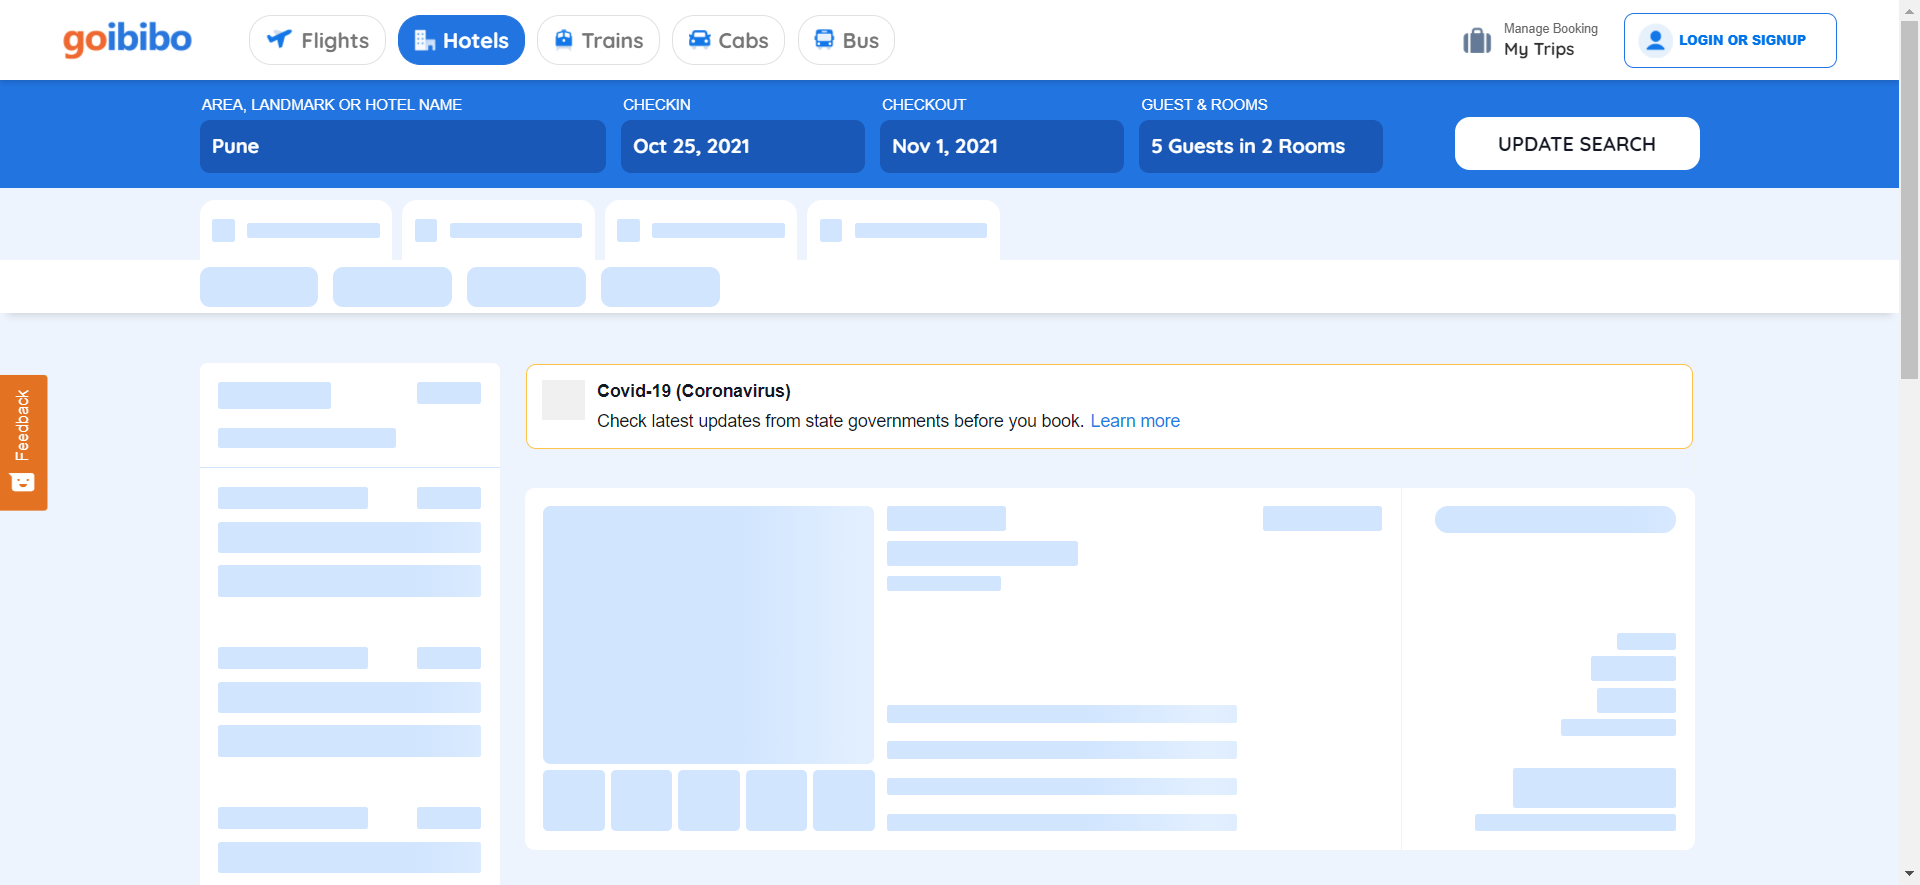 goibibo
Flights
Hotels
Trains
Cabs
Bus
Manage Booking
My Trips
LOGIN OR SIGNUP
AREA, LANDMARK OR HOTEL NAME
CHECKIN
CHECKOUT
GUEST & ROOMS
Pune
Oct 25, 2021
Nov 1, 2021
5 Guests in 2 Rooms
UPDATE SEARCH
Feedback
Covid-19 (Coronavirus)
Check latest updates from state governments before you book. Learn more